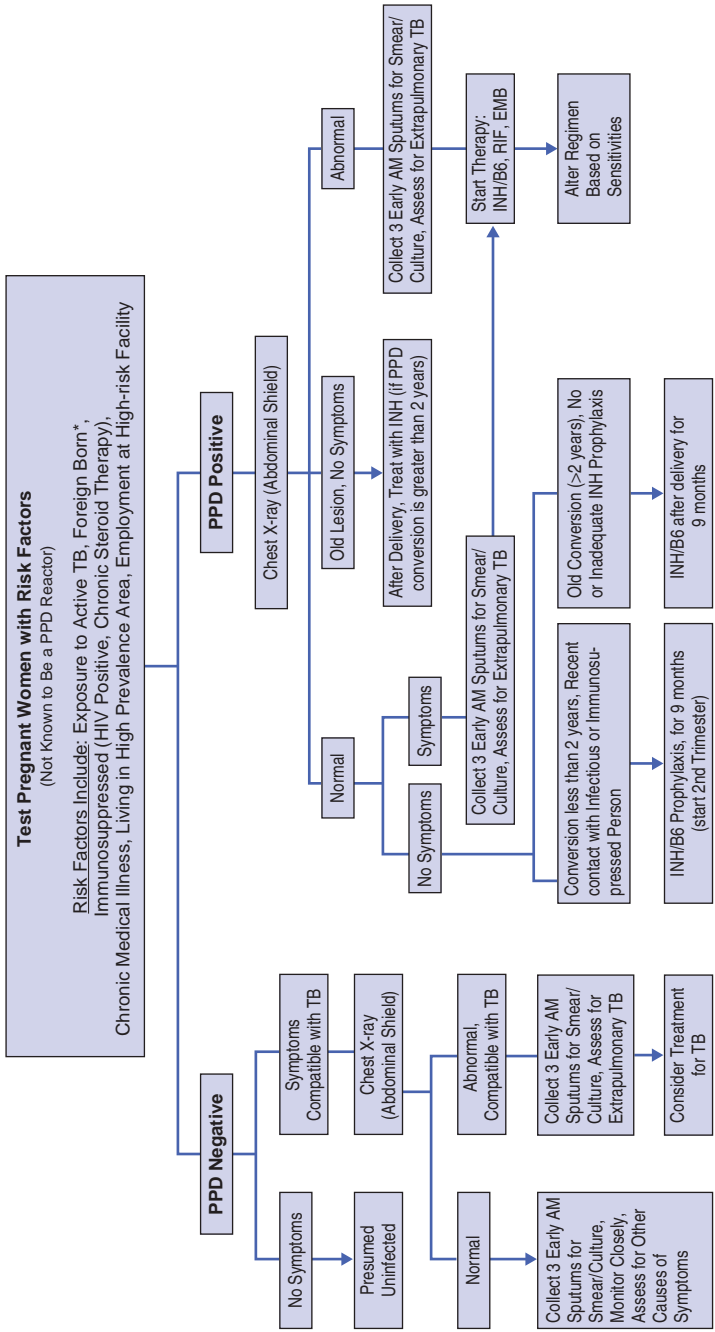 Test Pregnant Women with Risk Factors
(Not Known to Be a PPD Reactor)
Risk Factors Include: Exposure to Active TB, Foreign Born*,
Immunosuppressed (HIV Positive, Chronic Steroid Therapy),
Chronic Medical Illness, Living in High Prevalence Area, Employment at High-risk Facility
PPD Negative
No Symptoms
Presumed
Uninfected
Symptoms
Compatible with TB
Chest X-ray
(Abdominal Shield)
Normal
Collect 3 Early AM
Sputums for
Smear/Culture,
Monitor Closely,
Assess for Other
Causes of
Symptoms
Abnormal,
Compatible with TB
Collect 3 Early AM
Sputums for Smear/
Culture, Assess for
Extrapulmonary TB
Consider Treatment
for TB
PPD Positive
Chest X-ray (Abdominal Shield)
Normal
No Symptoms
Symptoms
Collect 3 Early AM Sputums for Smear/
Culture, Assess for Extrapulmonary TB
Conversion less than 2 years, Recent
contact with Infectious or Immunosu-
pressed Person
INH/B6 Prophylaxis, for 9 months
(start 2nd Trimester)
Old Conversion (>2 years), No
or Inadequate INH Prophylaxis
INH/B6 after delivery for
9 months
Old Lesion, No Symptoms
After Delivery, Treat with INH (if PPD
conversion is greater than 2 years)
Abnormal
Collect 3 Early AM Sputums for Smear/
Culture, Assess for Extrapulmonary TB
Start Therapy:
INH/B6, RIF, EMB
Alter Regimen
Based on
Sensitivities